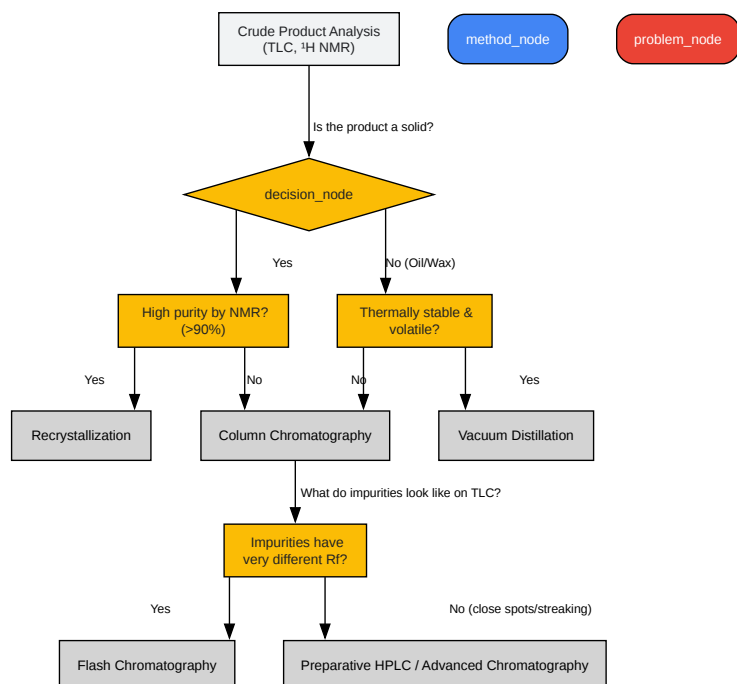 Crude Product Analysis
(TLC, ¹H NMR)
method_node
problem_node
Is the product a solid?
decision_node
Yes
No (Oil/Wax)
High purity by NMR?
(>90%)
Thermally stable &
volatile?
Yes
No
No
Yes
Recrystallization
Column Chromatography
Vacuum Distillation
What do impurities look like on TLC?
Impurities have
very different Rf?
Yes
No (close spots/streaking)
Flash Chromatography
Preparative HPLC / Advanced Chromatography